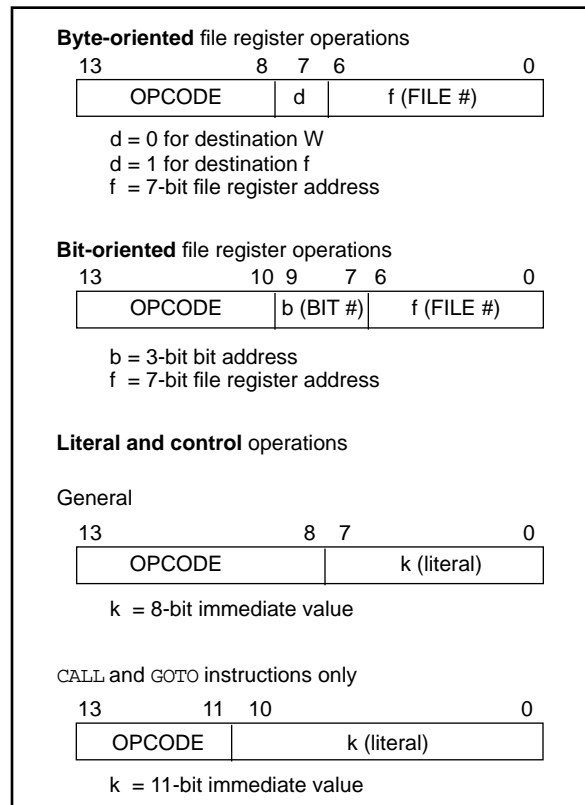 Byte-oriented file register operations
13 8 7 6 0
OPCODE d f (FILE #)
d = 0 for destination W
d = 1 for destination f
f = 7-bit file register address
Bit-oriented file register operations
13 10 9 7 6 0
OPCODE b (BIT #) f (FILE #)
b = 3-bit bit address
f = 7-bit file register address
Literal and control operations
General
13 8 7 0
OPCODE k (literal)
k = 8-bit immediate value
CALL and GOTO instructions only
13 11 10 0
OPCODE k (literal)
k = 11-bit immediate value